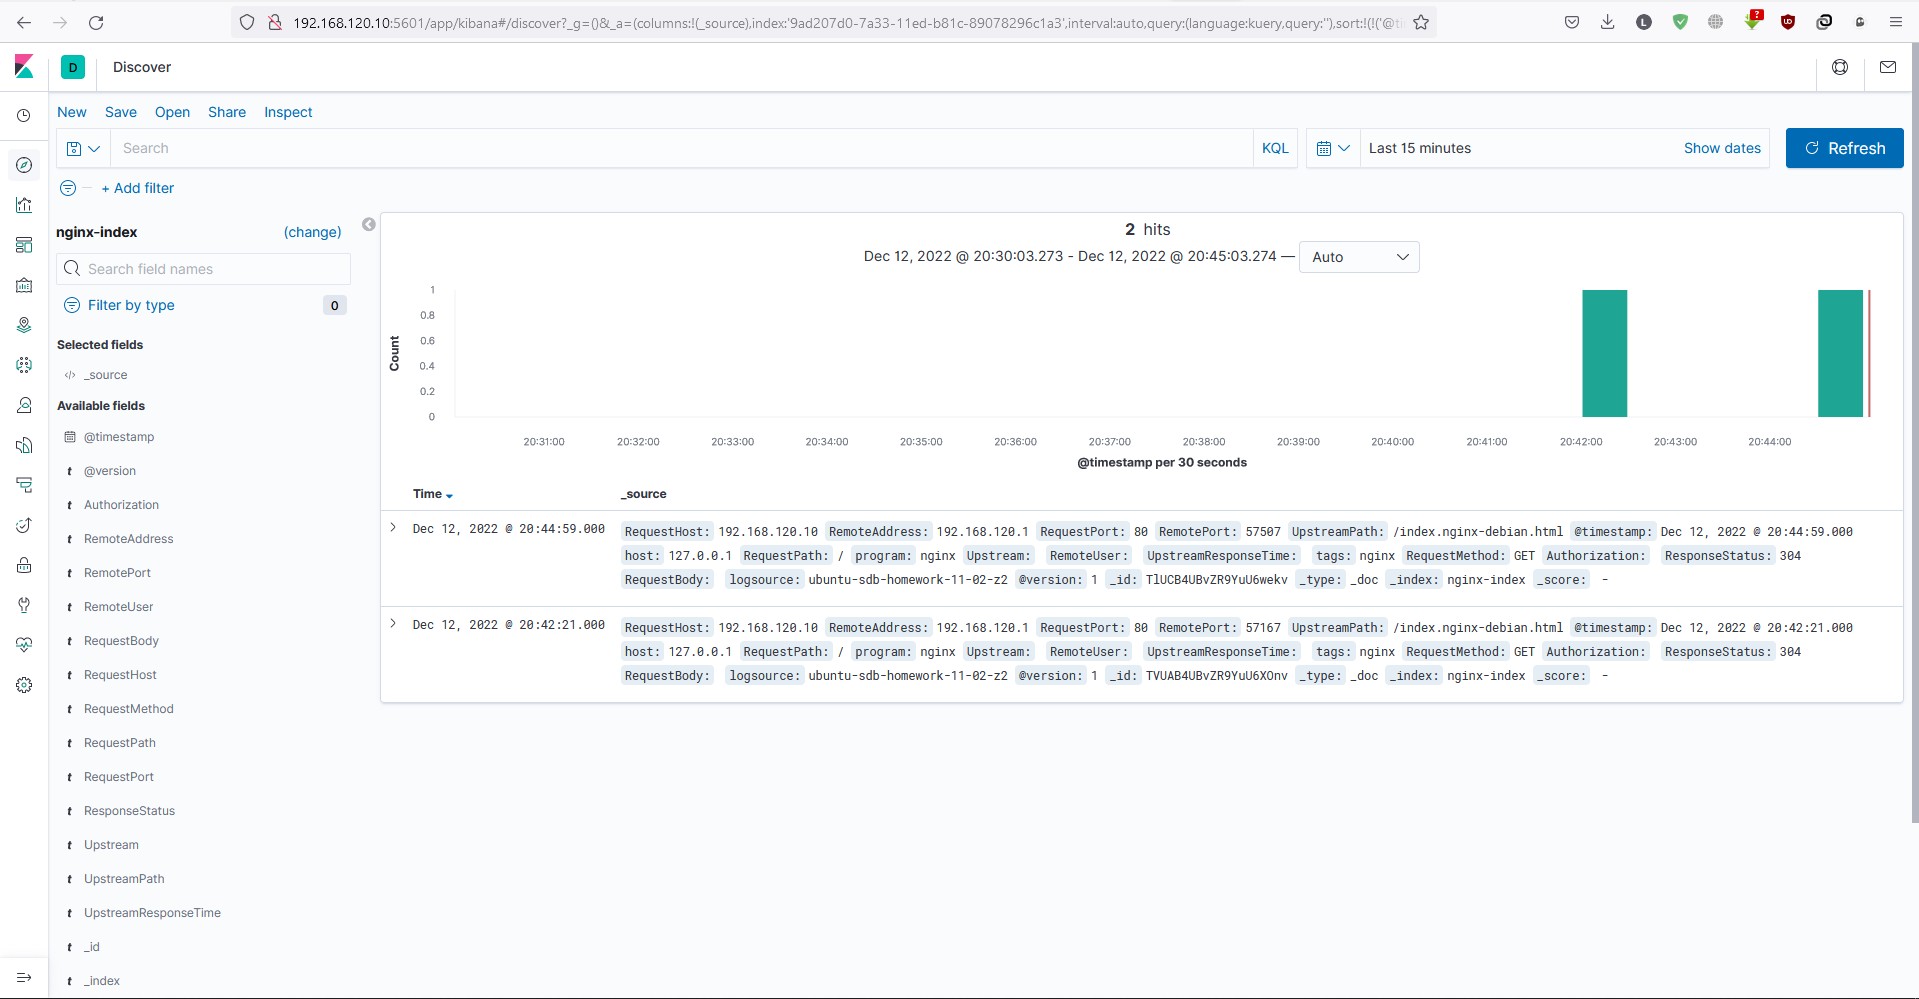 192.168.120.10:5601/app/kibana#/discover?_g=()&_a=(columns:!(_source),index:'9ad207d0-7a33-11ed-b81c-89078296c1a3',interval:auto,query:(language:kuery,query:''),sort:!(!('@ti
D Discover
New Save Open Share Inspect
Search KQL Last 15 minutes Show dates Refresh
+ Add filter
nginx-index (change)
Search field names
Filter by type 0
Selected fields
</> _source
Available fields
@timestamp
t @version
t Authorization
t RemoteAddress
t RemotePort
t RemoteUser
t RequestBody
t RequestHost
t RequestMethod
t RequestPath
t RequestPort
t ResponseStatus
t Upstream
t UpstreamPath
t UpstreamResponseTime
t _id
t _index
2 hits
Dec 12, 2022 @ 20:30:03.273 - Dec 12, 2022 @ 20:45:03.274 — Auto
Count
1
0.8
0.6
0.4
0.2
0
20:31:00 20:32:00 20:33:00 20:34:00 20:35:00 20:36:00 20:37:00 20:38:00 20:39:00 20:40:00 20:41:00 20:42:00 20:43:00 20:44:00
@timestamp per 30 seconds
Time _source
Dec 12, 2022 @ 20:44:59.000 RequestHost: 192.168.120.10 RemoteAddress: 192.168.120.1 RequestPort: 80 RemotePort: 57507 UpstreamPath: /index.nginx-debian.html @timestamp: Dec 12, 2022 @ 20:44:59.000
host: 127.0.0.1 RequestPath: / program: nginx Upstream: RemoteUser: UpstreamResponseTime: tags: nginx RequestMethod: GET Authorization: ResponseStatus: 304
RequestBody: logsource: ubuntu-sdb-homework-11-02-z2 @version: 1 _id: TlUCB4UBvZR9YuU6wekv _type: _doc _index: nginx-index _score: -
Dec 12, 2022 @ 20:42:21.000 RequestHost: 192.168.120.10 RemoteAddress: 192.168.120.1 RequestPort: 80 RemotePort: 57167 UpstreamPath: /index.nginx-debian.html @timestamp: Dec 12, 2022 @ 20:42:21.000
host: 127.0.0.1 RequestPath: / program: nginx Upstream: RemoteUser: UpstreamResponseTime: tags: nginx RequestMethod: GET Authorization: ResponseStatus: 304
RequestBody: logsource: ubuntu-sdb-homework-11-02-z2 @version: 1 _id: TVUAB4UBvZR9YuU6XOnv _type: _doc _index: nginx-index _score: -